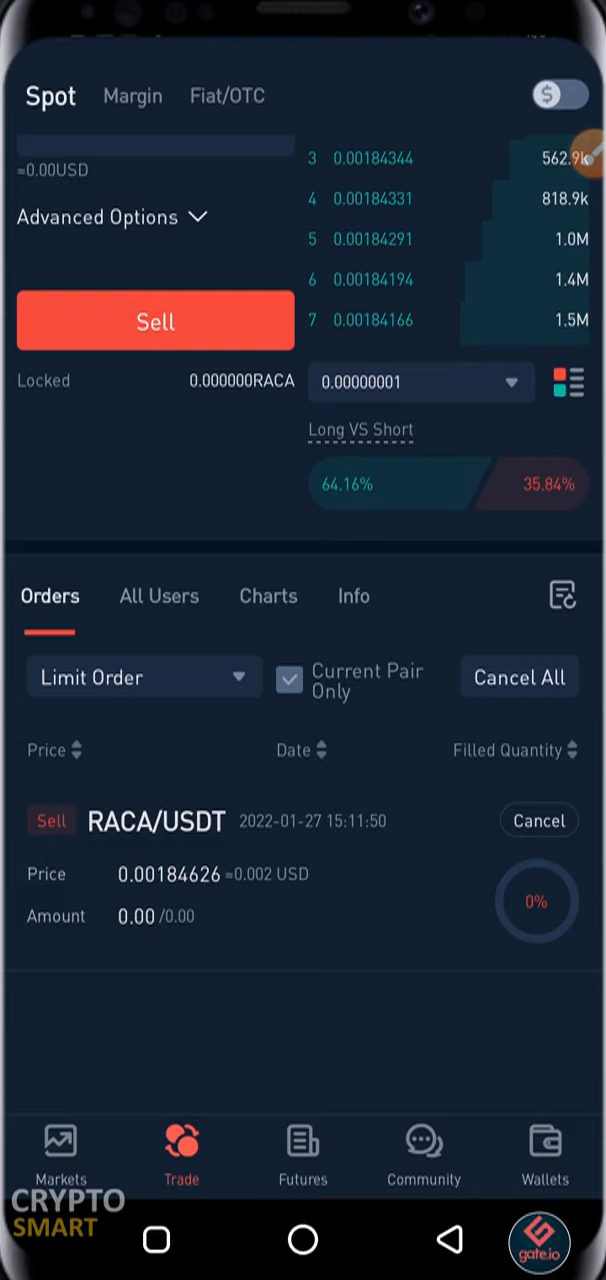 Spot Margin Fiat/OTC $
≈0.00USD
Advanced Options
Sell
Locked 0.000000RACA
3 0.00184344 562.9k
4 0.00184331 818.9k
5 0.00184291 1.0M
6 0.00184194 1.4M
7 0.00184166 1.5M
0.00000001
Long VS Short
64.16% 35.84%
Orders All Users Charts Info
Limit Order
Current Pair
Only
Cancel All
Price Date Filled Quantity
Sell RACA/USDT 2022-01-27 15:11:50 Cancel
Price 0.00184626 ≈0.002 USD
Amount 0.00 /0.00
0%
Markets Trade Futures Community Wallets
CRYPTO
SMART
gate.io